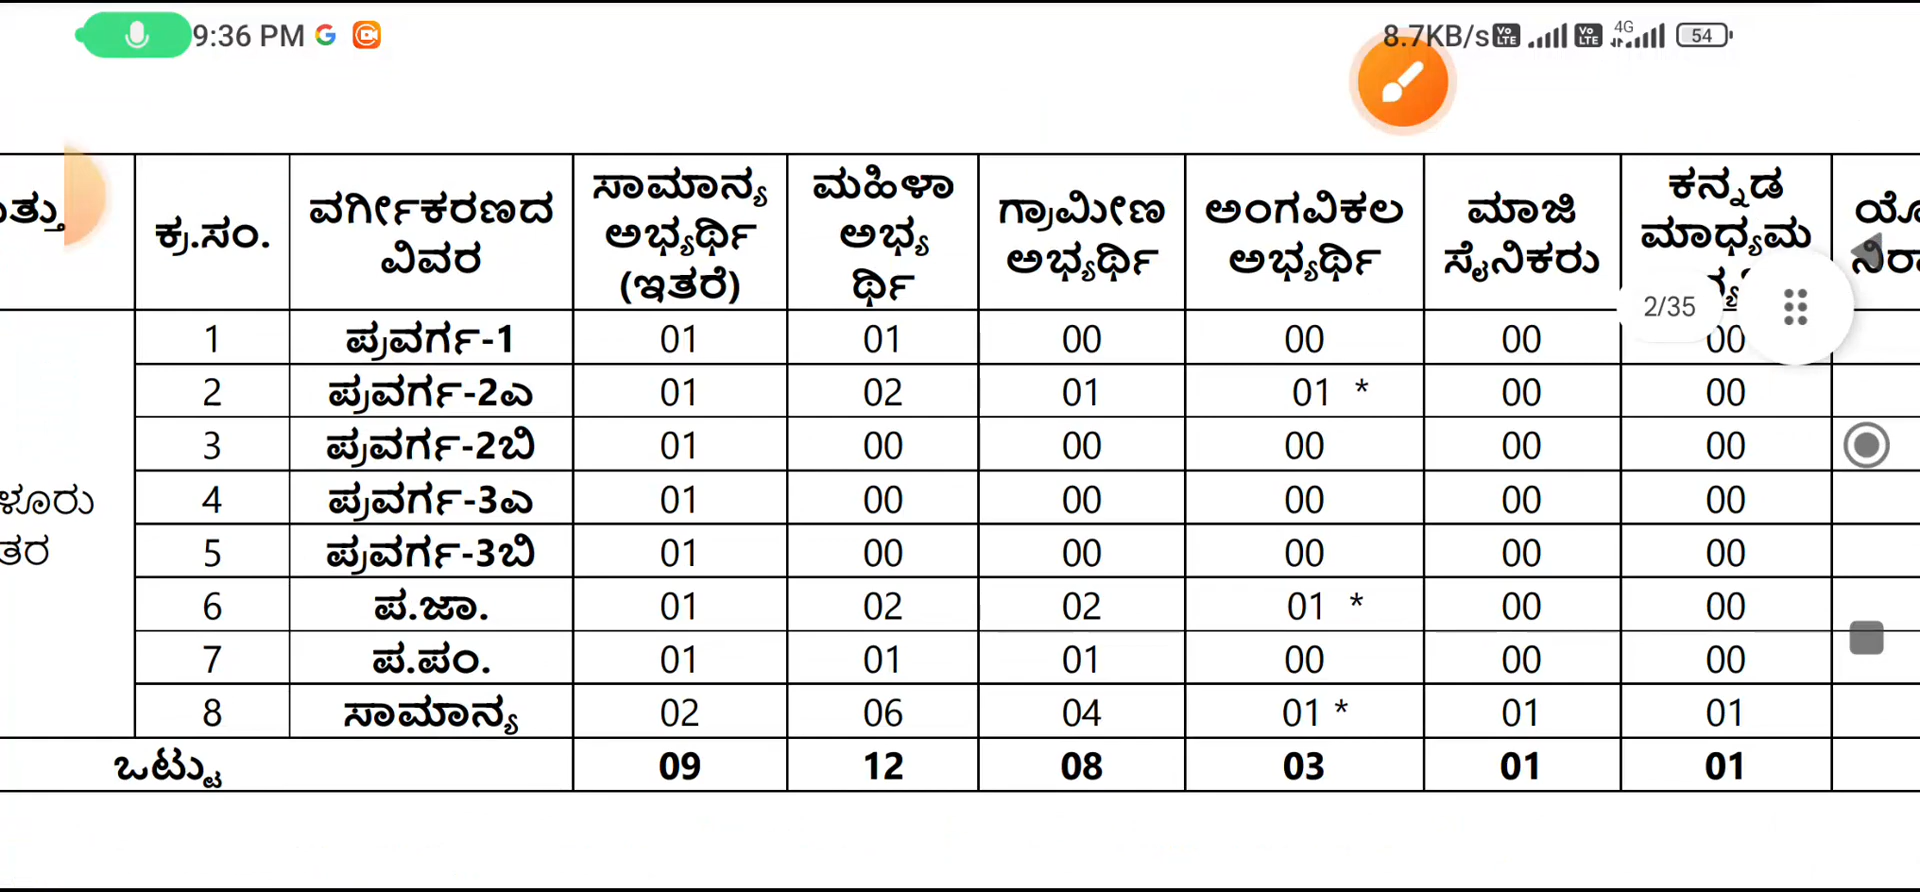 9:36 PM 8.7KB/s Vo LTE Vo LTE 4G 54
ಕ್ರ.ಸಂ. ವರ್ಗೀಕರಣದ ವಿವರ ಸಾಮಾನ್ಯ ಅಭ್ಯರ್ಥಿ (ಇತರೆ) ಮಹಿಳಾ ಅಭ್ಯ ರ್ಥಿ ಗ್ರಾಮೀಣ ಅಭ್ಯರ್ಥಿ ಅಂಗವಿಕಲ ಅಭ್ಯರ್ಥಿ ಮಾಜಿ ಸೈನಿಕರು ಕನ್ನಡ ಮಾಧ್ಯಮ
2/35
1 ಪ್ರವರ್ಗ-1 01 01 00 00 00 00
2 ಪ್ರವರ್ಗ-2ಎ 01 02 01 01 * 00 00
3 ಪ್ರವರ್ಗ-2ಬಿ 01 00 00 00 00 00
ಳೂರು 4 ಪ್ರವರ್ಗ-3ಎ 01 00 00 00 00 00
ತರ 5 ಪ್ರವರ್ಗ-3ಬಿ 01 00 00 00 00 00
6 ಪ.ಜಾ. 01 02 02 01 * 00 00
7 ಪ.ಪಂ. 01 01 01 00 00 00
8 ಸಾಮಾನ್ಯ 02 06 04 01 * 01 01
ಒಟ್ಟು 09 12 08 03 01 01